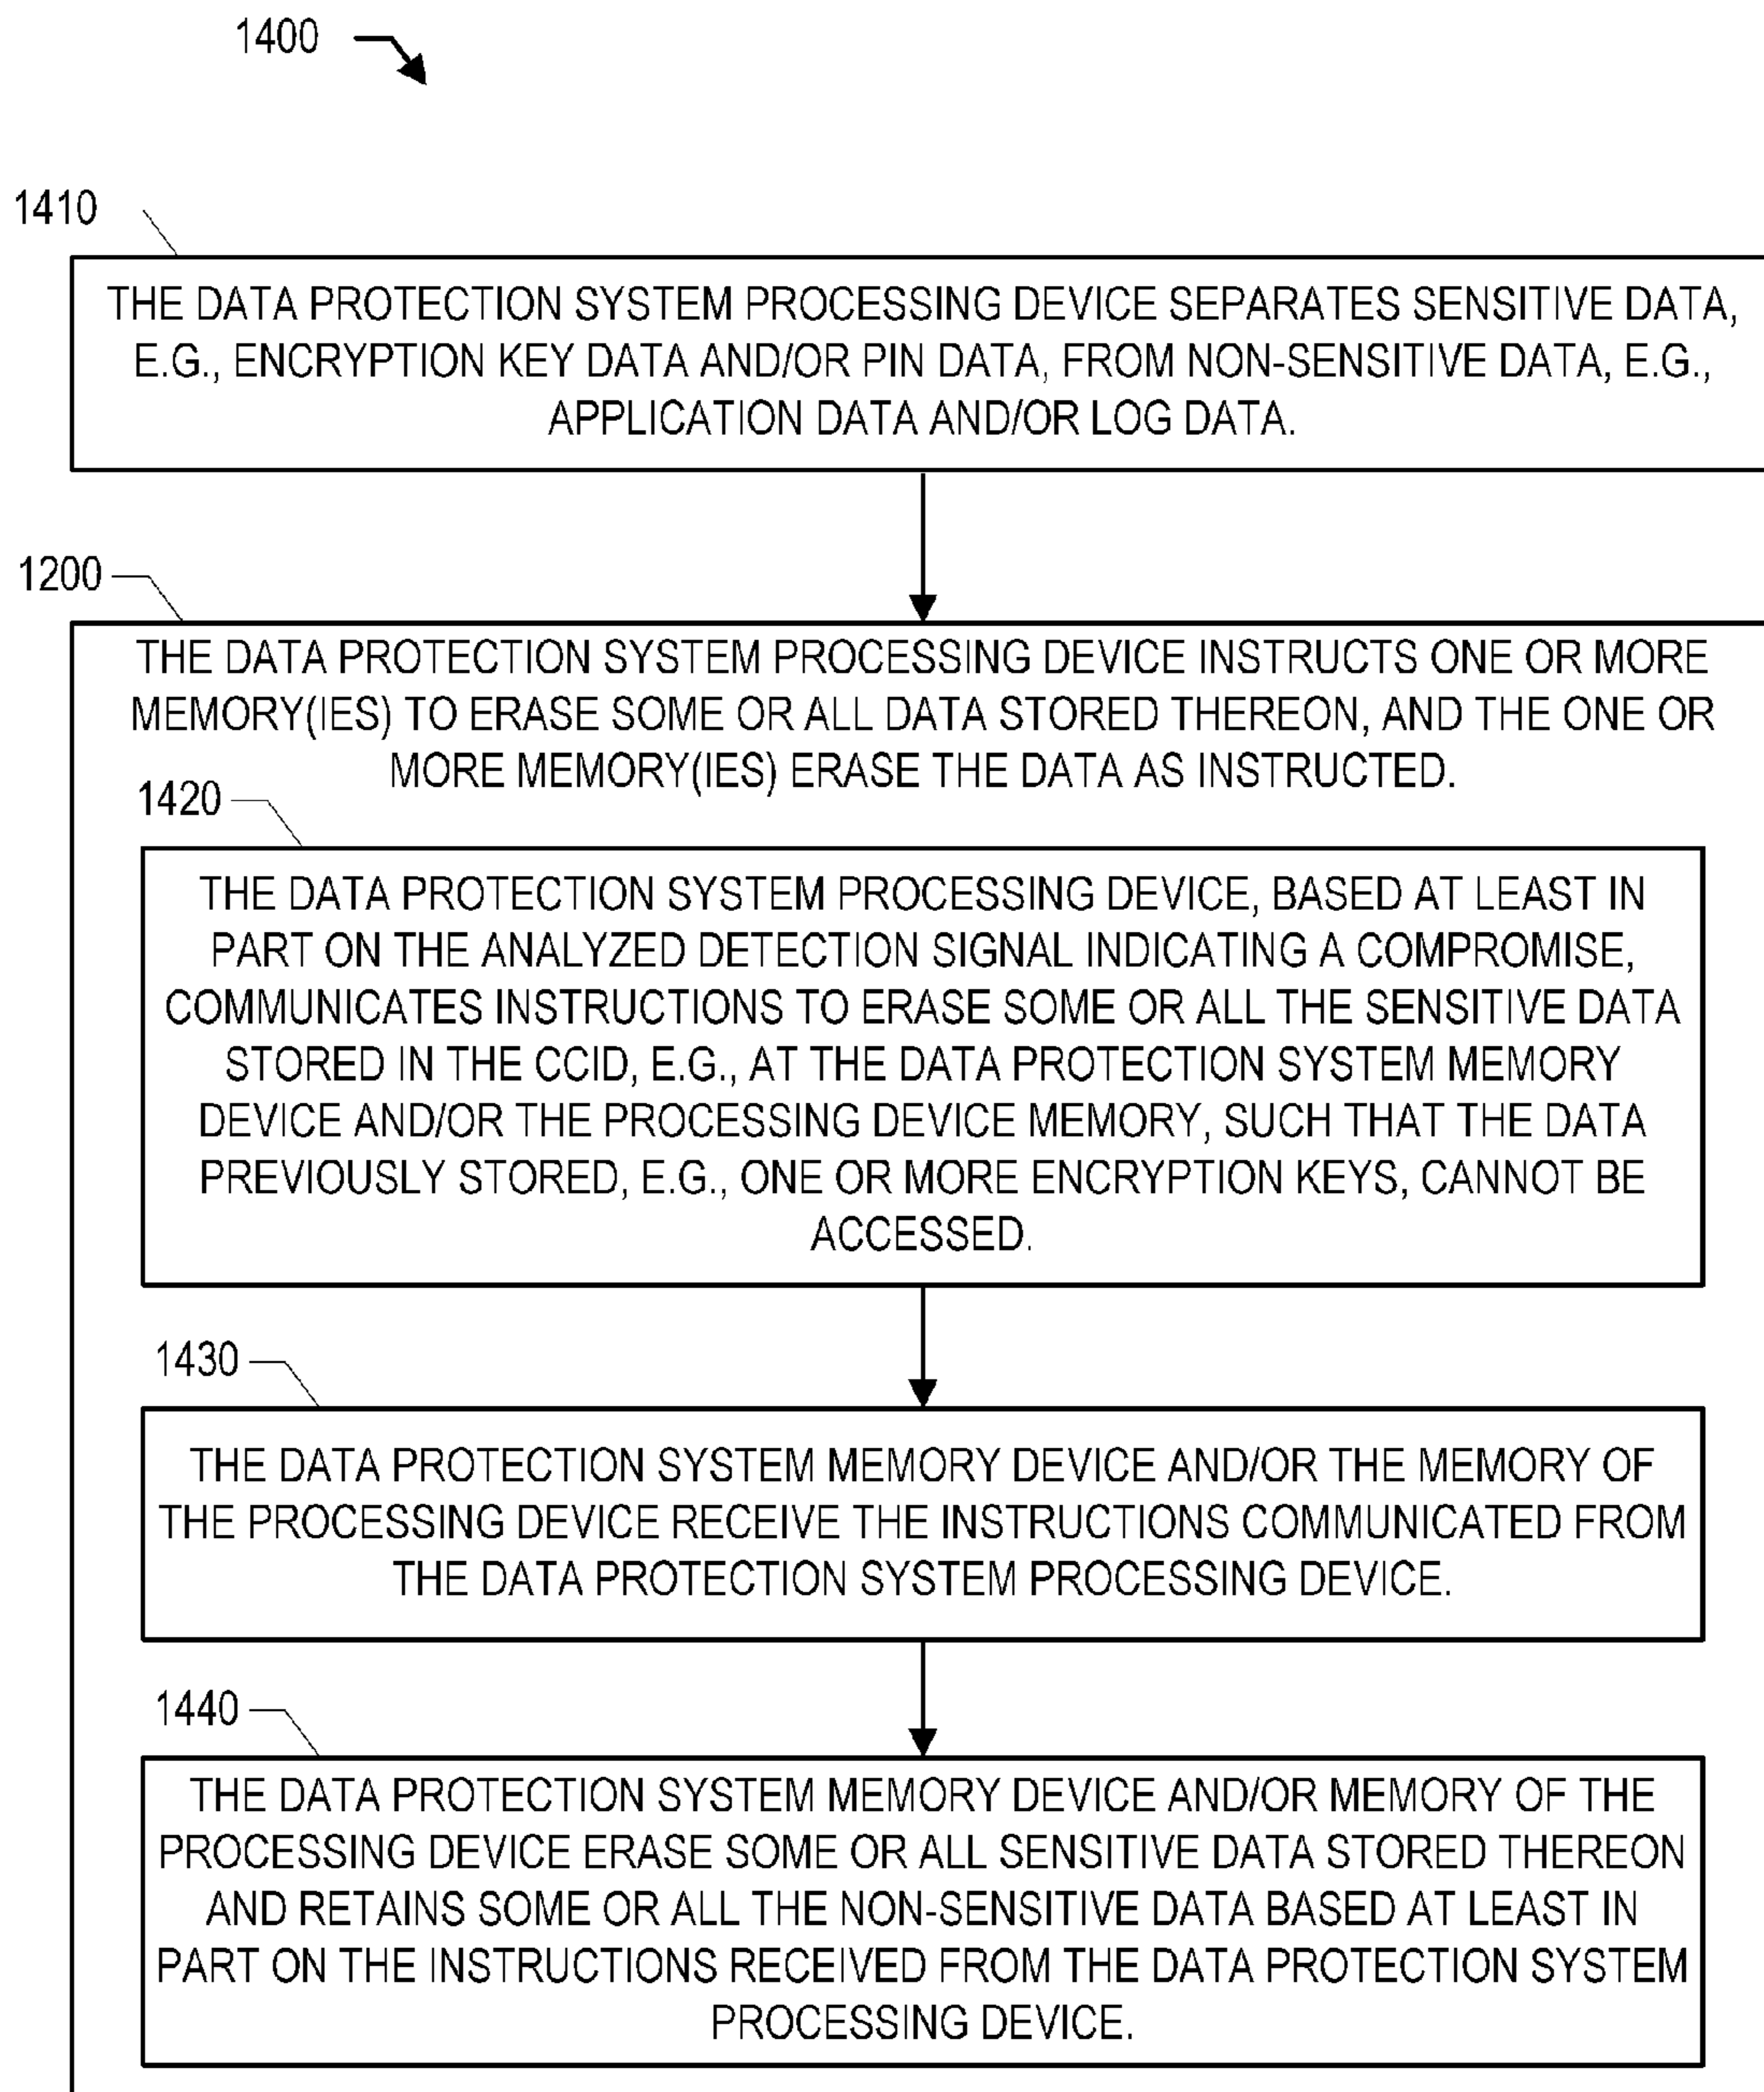 1400
1410
THE DATA PROTECTION SYSTEM PROCESSING DEVICE SEPARATES SENSITIVE DATA,
E.G., ENCRYPTION KEY DATA AND/OR PIN DATA, FROM NON-SENSITIVE DATA, E.G.,
APPLICATION DATA AND/OR LOG DATA.
1200
THE DATA PROTECTION SYSTEM PROCESSING DEVICE INSTRUCTS ONE OR MORE
MEMORY(IES) TO ERASE SOME OR ALL DATA STORED THEREON, AND THE ONE OR
MORE MEMORY(IES) ERASE THE DATA AS INSTRUCTED.
1420
THE DATA PROTECTION SYSTEM PROCESSING DEVICE, BASED AT LEAST IN
PART ON THE ANALYZED DETECTION SIGNAL INDICATING A COMPROMISE,
COMMUNICATES INSTRUCTIONS TO ERASE SOME OR ALL THE SENSITIVE DATA
STORED IN THE CCID, E.G., AT THE DATA PROTECTION SYSTEM MEMORY
DEVICE AND/OR THE PROCESSING DEVICE MEMORY, SUCH THAT THE DATA
PREVIOUSLY STORED, E.G., ONE OR MORE ENCRYPTION KEYS, CANNOT BE
ACCESSED.
1430
THE DATA PROTECTION SYSTEM MEMORY DEVICE AND/OR THE MEMORY OF
THE PROCESSING DEVICE RECEIVE THE INSTRUCTIONS COMMUNICATED FROM
THE DATA PROTECTION SYSTEM PROCESSING DEVICE.
1440
THE DATA PROTECTION SYSTEM MEMORY DEVICE AND/OR MEMORY OF THE
PROCESSING DEVICE ERASE SOME OR ALL SENSITIVE DATA STORED THEREON
AND RETAINS SOME OR ALL THE NON-SENSITIVE DATA BASED AT LEAST IN
PART ON THE INSTRUCTIONS RECEIVED FROM THE DATA PROTECTION SYSTEM
PROCESSING DEVICE.